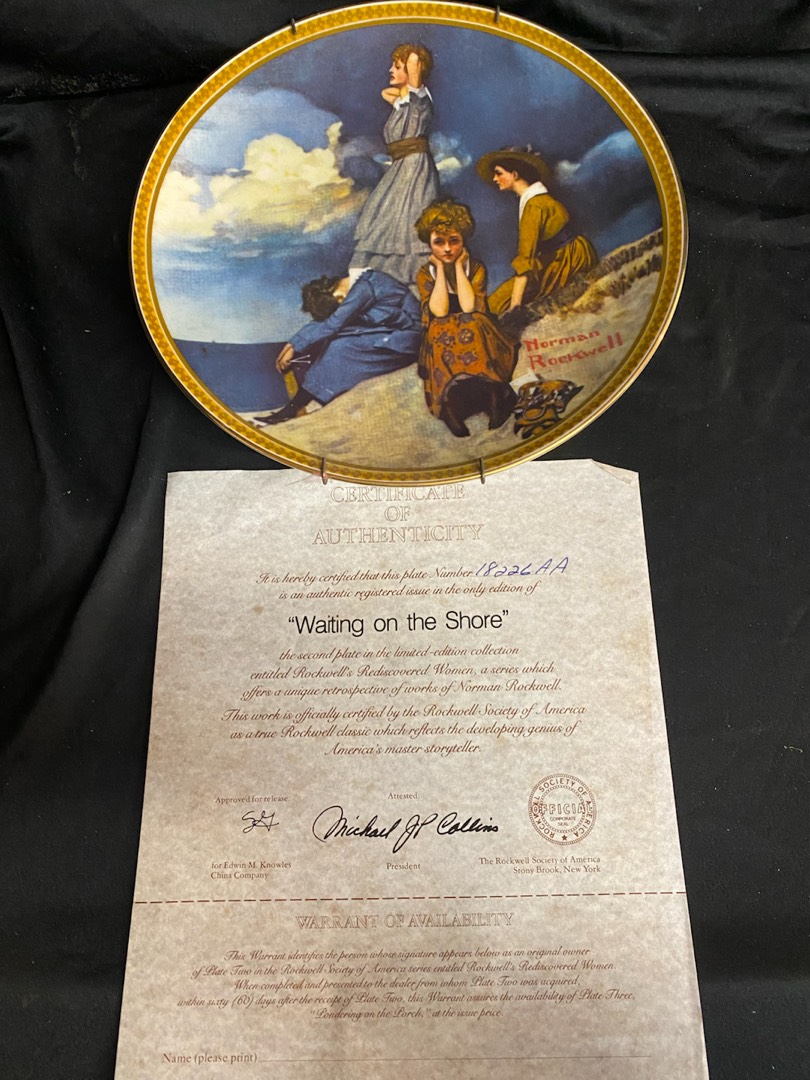 Norman
Rockwell
CERTIFICATE
OF
AUTHENTICITY
It is hereby certified that this plate Number 18226AA
is an authentic registered issue in the only edition of
"Waiting on the Shore"
the second plate in the limited-edition collection
entitled Rockwell's Rediscovered Women, a series which
offers a unique retrospective of works of Norman Rockwell.
This work is officially certified by the Rockwell Society of America
as a true Rockwell classic which reflects the developing genius of
America's master storyteller.
Approved for release:
Attested:
Michael JP Collins
ROCKWELL SOCIETY OF AMERICA
OFFICIAL
CORPORATE
SEAL
for Edwin M. Knowles
China Company
President
The Rockwell Society of America
Stony Brook, New York
WARRANT OF AVAILABILITY
This Warrant identifies the person whose signature appears below as an original owner
of Plate Two in the Rockwell Society of America series entitled Rockwell's Rediscovered Women.
When completed and presented to the dealer from whom Plate Two was acquired,
within sixty (60) days after the receipt of Plate Two, this Warrant assures the availability of Plate Three,
"Pondering on the Porch," at the issue price.
Name (please print)